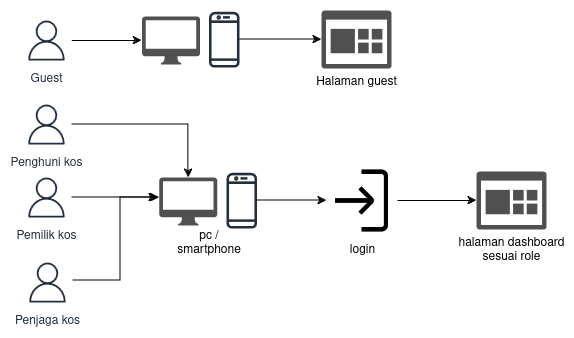 Guest
Halaman guest
Penghuni kos
Pemilik kos
pc /
smartphone
login
halaman dashboard
sesuai role
Penjaga kos